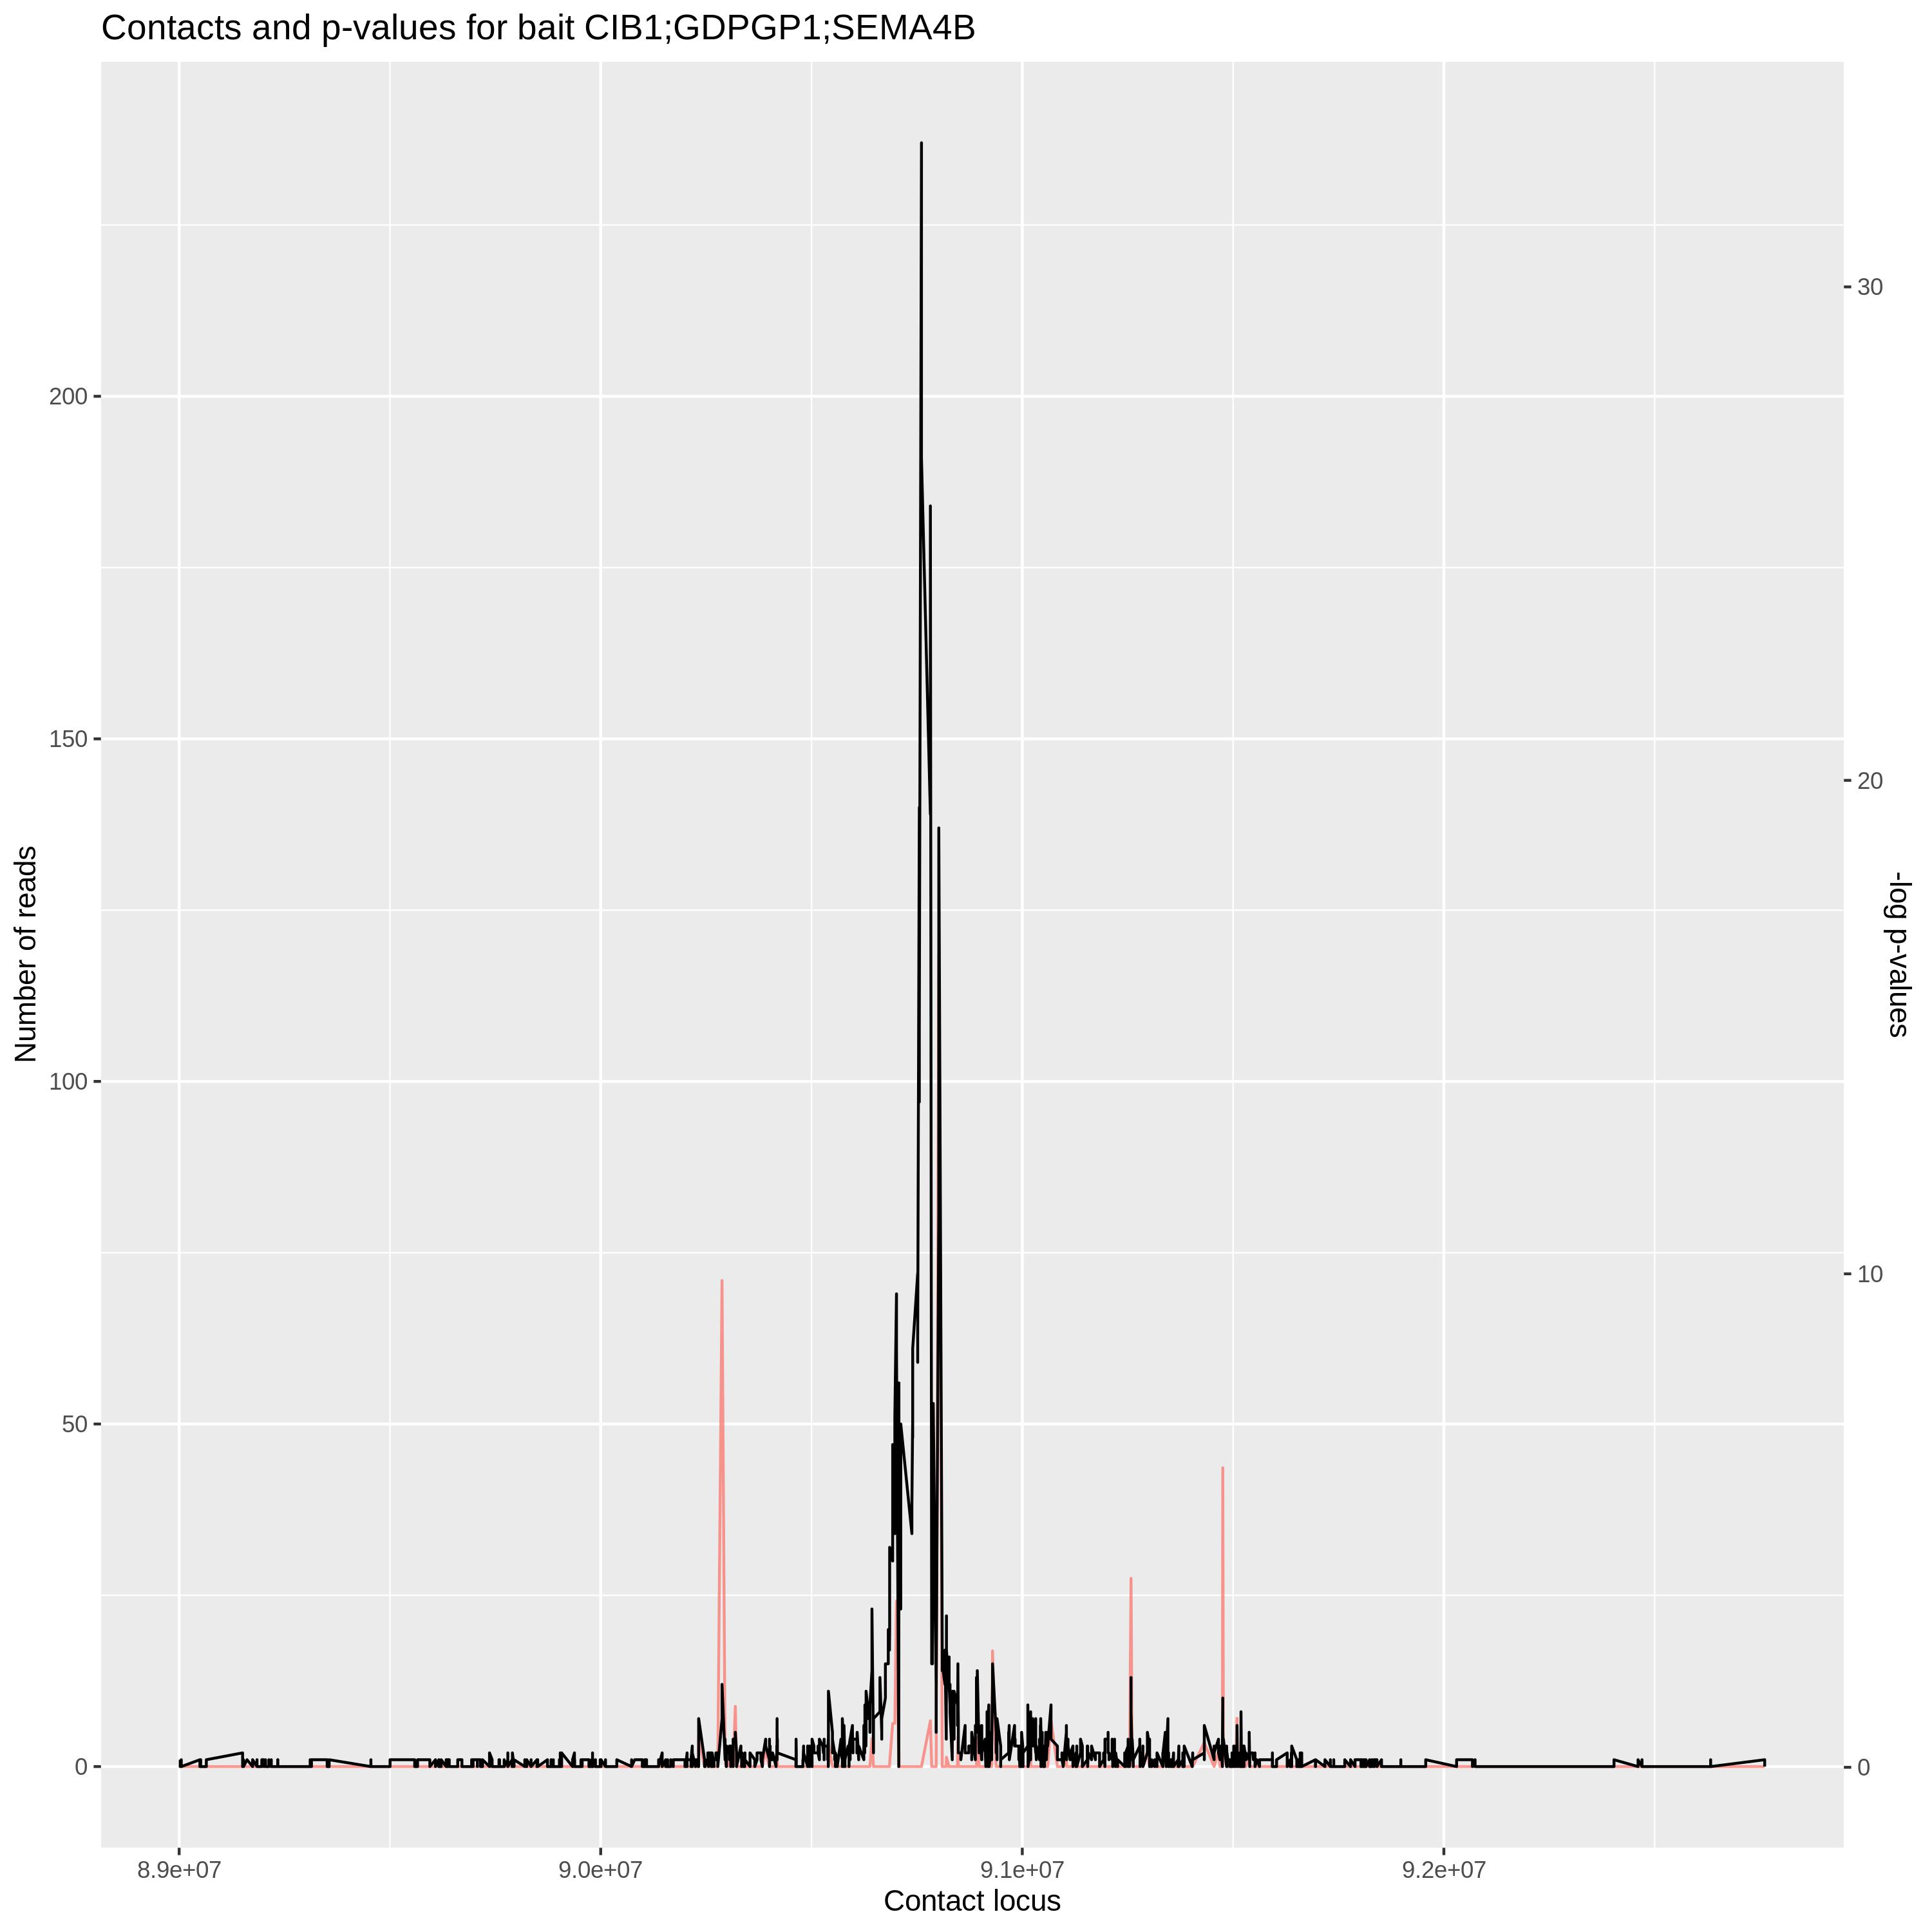 Contacts and p-values for bait CIB1;GDPGP1;SEMA4B
Number of reads
200
150
100
50
0
30
20
10
0
-log p-values
8.9e+07
9.0e+07
9.1e+07
9.2e+07
Contact locus